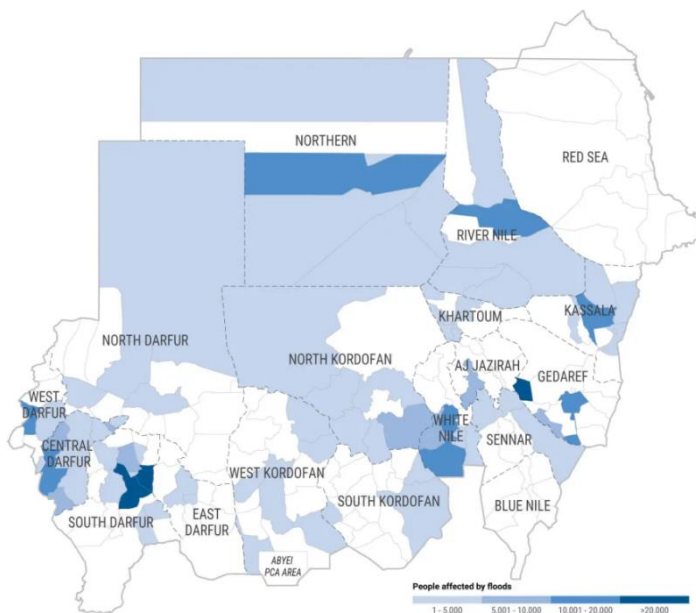 NORTHERN
RED SEA
RIVER NILE
KASSALA
KHARTOUM
NORTH DARFUR
NORTH KORDOFAN
AJ JAZIRAH
GEDAREF
WEST
DARFUR
WHITE
NILE
SENNAR
CENTRAL
DARFUR
WEST KORDOFAN
SOUTH KORDOFAN
BLUE NILE
SOUTH DARFUR
EAST
DARFUR
ABYEI
PCA AREA
People affected by floods
1 - 5,000 5,001 - 10,000 10,001 - 20,000 >20,000